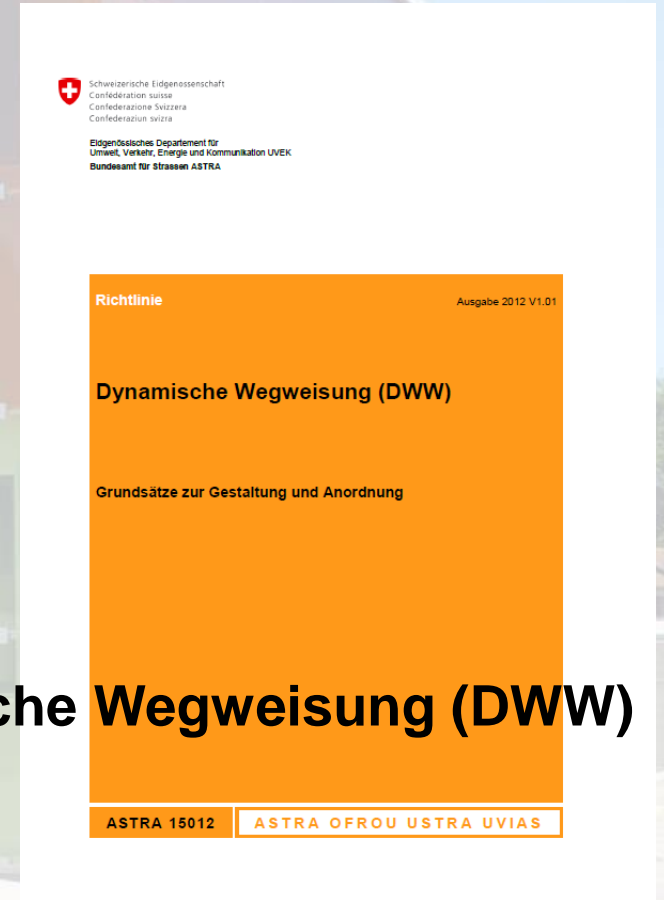 Schweizerische Eidgenossenschaft
Confédération suisse
Confederazione Svizzera
Confederaziun svizra
Eidgenössisches Departement für
Umwelt, Verkehr, Energie und Kommunikation UVEK
Bundesamt für Strassen ASTRA
Richtlinie Ausgabe 2012 V1.01
Dynamische Wegweisung (DWW)
Grundsätze zur Gestaltung und Anordnung
che Wegweisung (DWW)
ASTRA 15012 ASTRA OFROU USTRA UVIAS